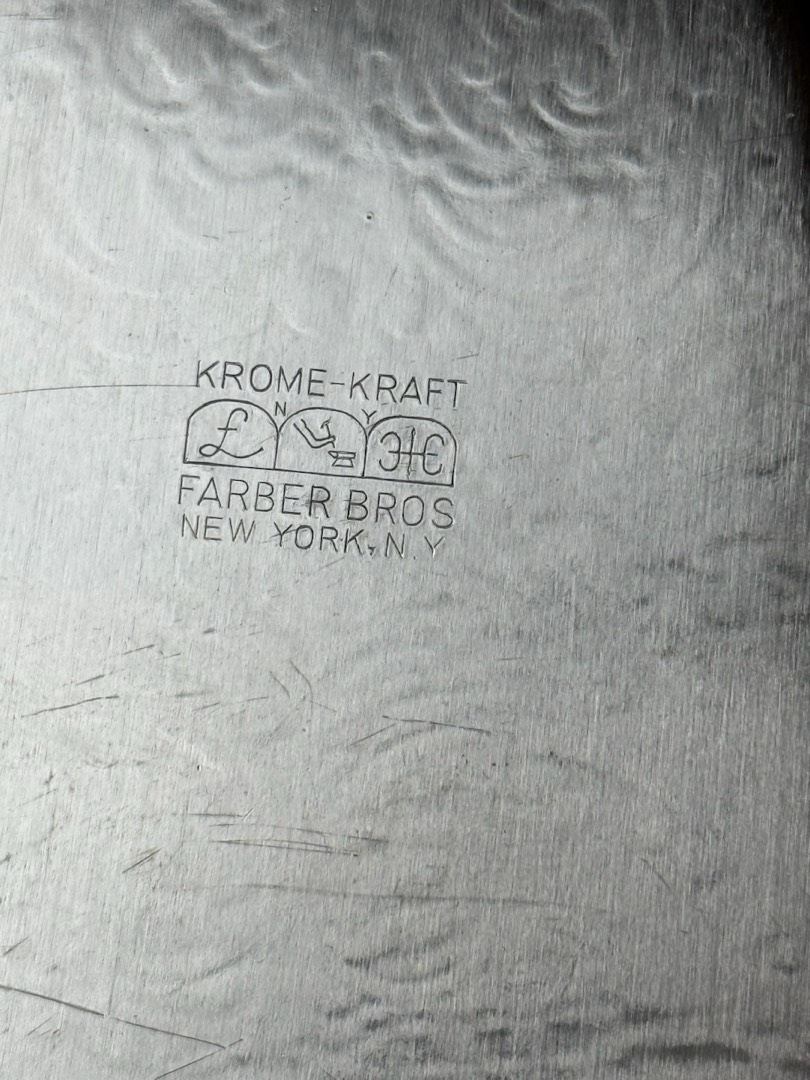 KROME-KRAFT
N Y
FARBER BROS
NEW YORK, N.Y